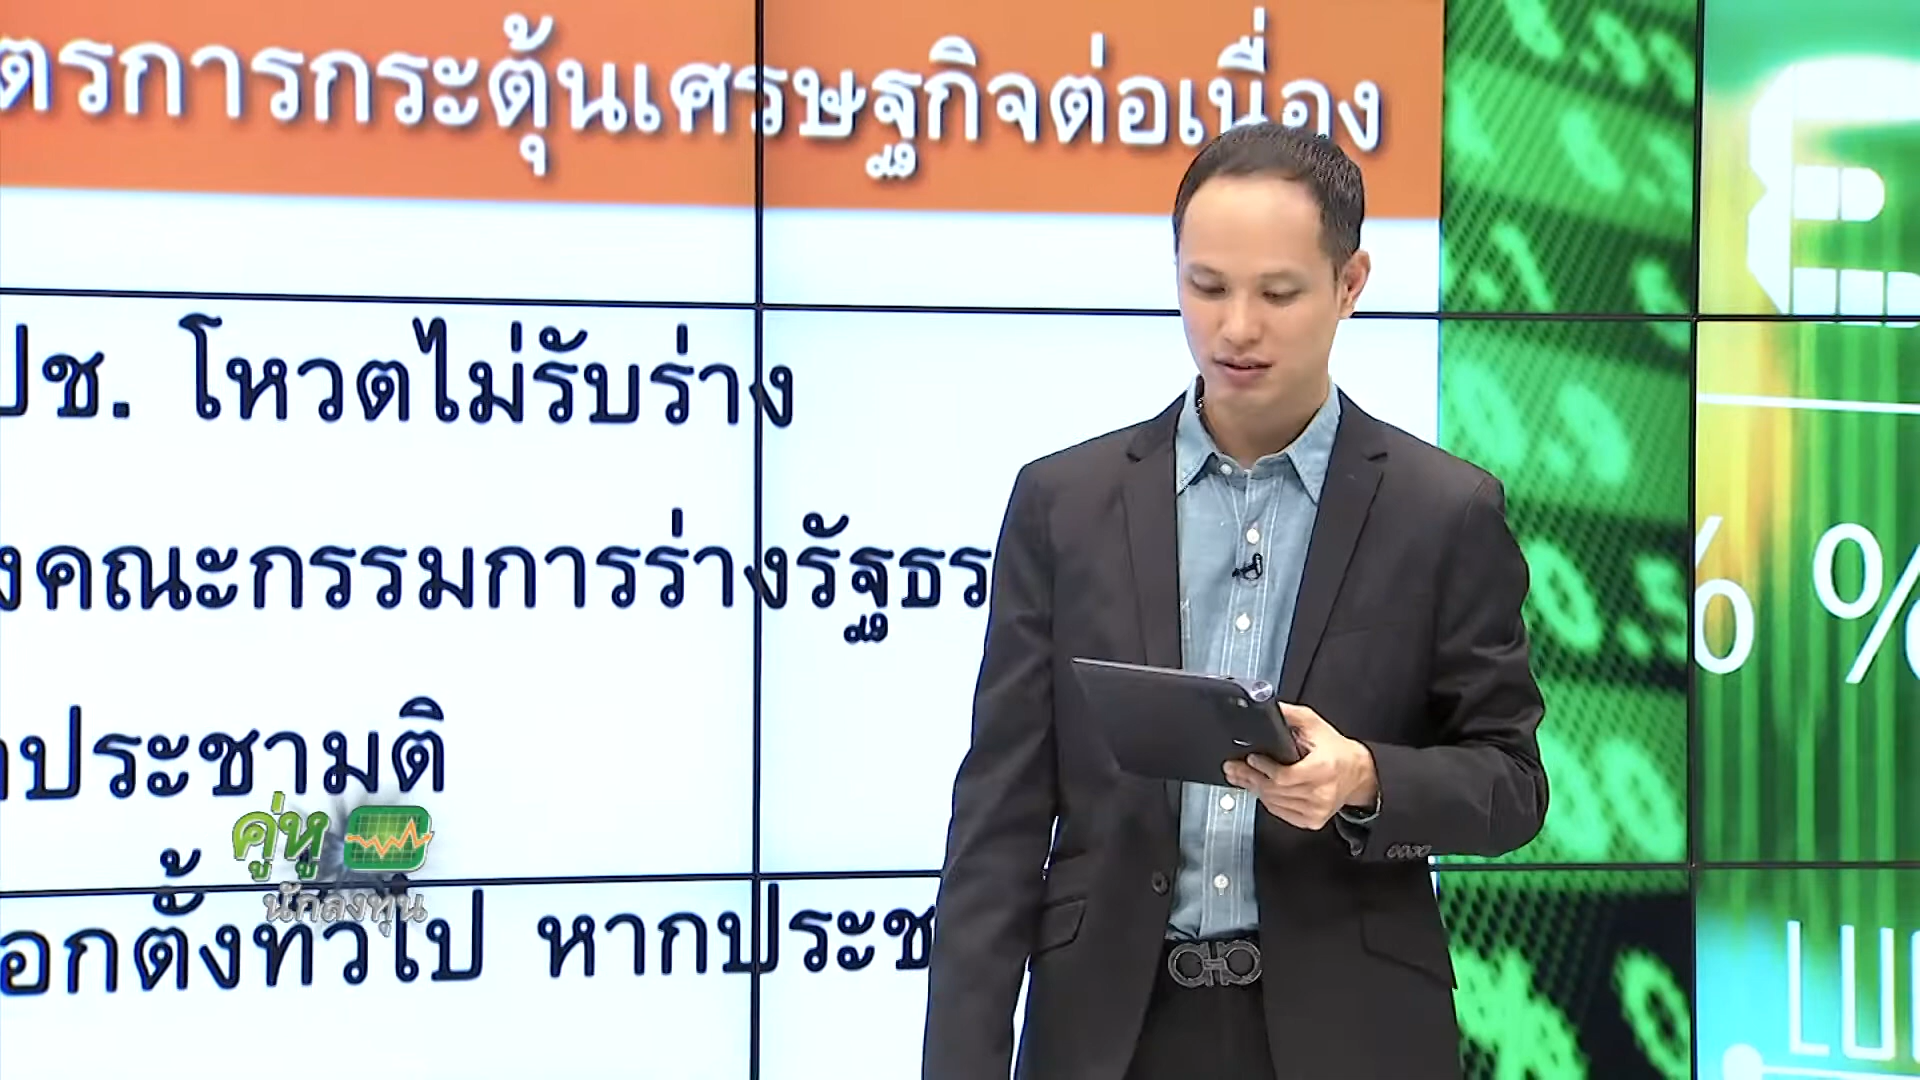 ตรการกระตุ้นเศรษฐกิจต่อเนื่อง
ปช. โหวตไม่รับร่าง
งคณะกรรมการร่างรัฐธร
ประชามติ
อกตั้งทั่วไป หากประช
คู่หู
นักลงทุน
% %
LU